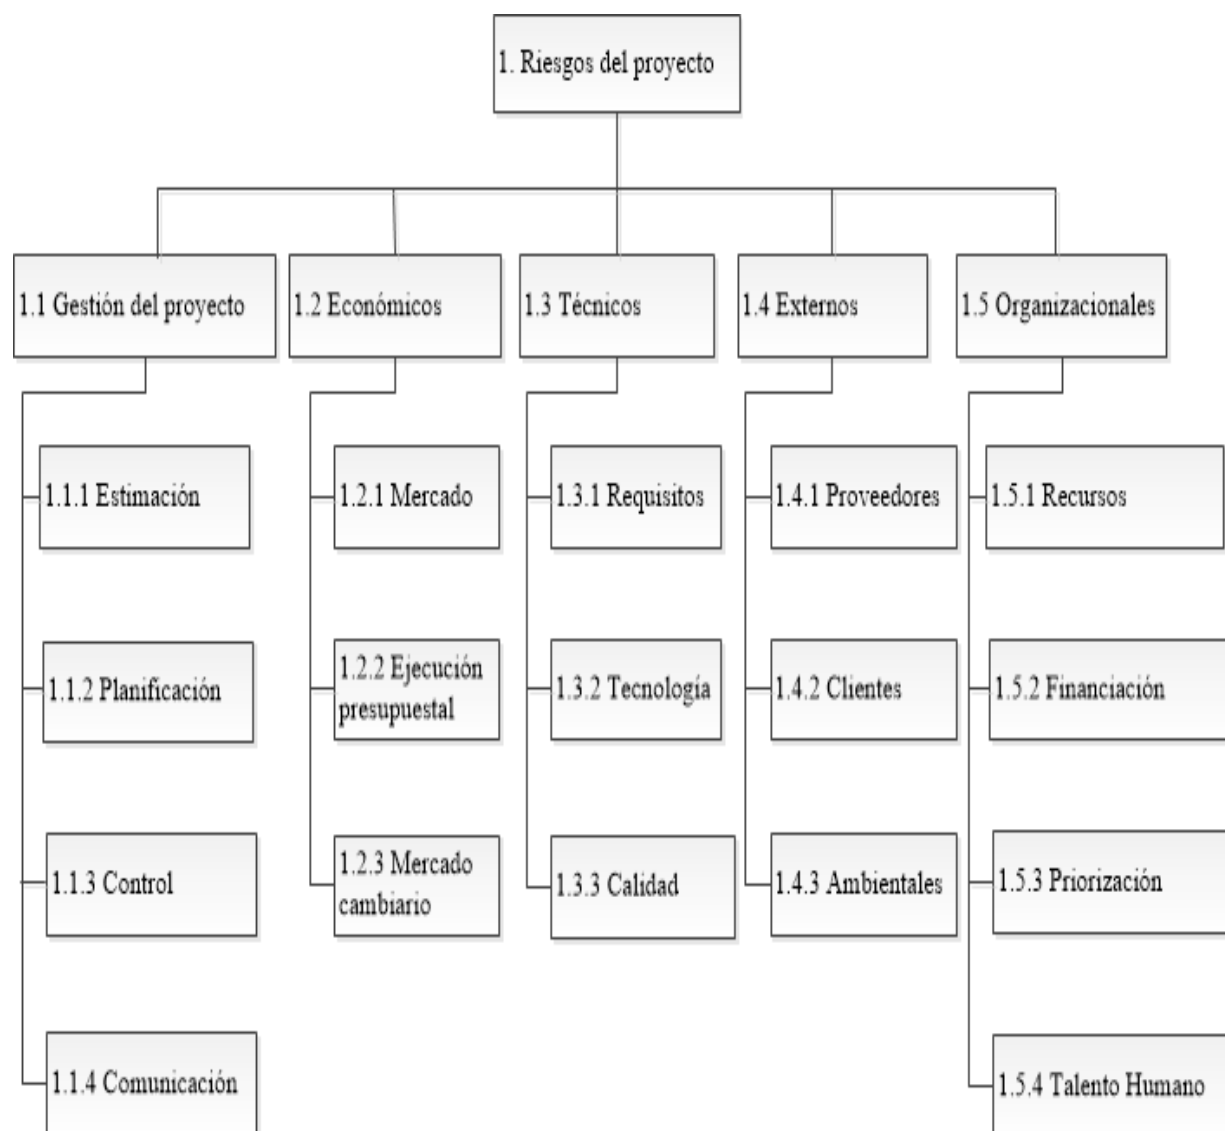 1. Riesgos del proyecto
1.1 Gestión del proyecto
1.2 Económicos
1.3 Técnicos
1.4 Externos
1.5 Organizacionales
1.1.1 Estimación
1.2.1 Mercado
1.3.1 Requisitos
1.4.1 Proveedores
1.5.1 Recursos
1.1.2 Planificación
1.2.2 Ejecución
presupuestal
1.3.2 Tecnología
1.4.2 Clientes
1.5.2 Financiación
1.1.3 Control
1.2.3 Mercado
cambiario
1.3.3 Calidad
1.4.3 Ambientales
1.5.3 Priorización
1.1.4 Comunicación
1.5.4 Talento Humano